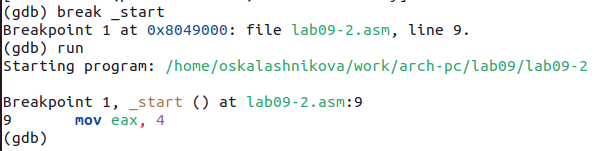 (gdb) break _start
Breakpoint 1 at 0x8049000: file lab09-2.asm, line 9.
(gdb) run
Starting program: /home/oskalashnikova/work/arch-pc/lab09/lab09-2

Breakpoint 1, _start () at lab09-2.asm:9
9       mov eax, 4
(gdb)